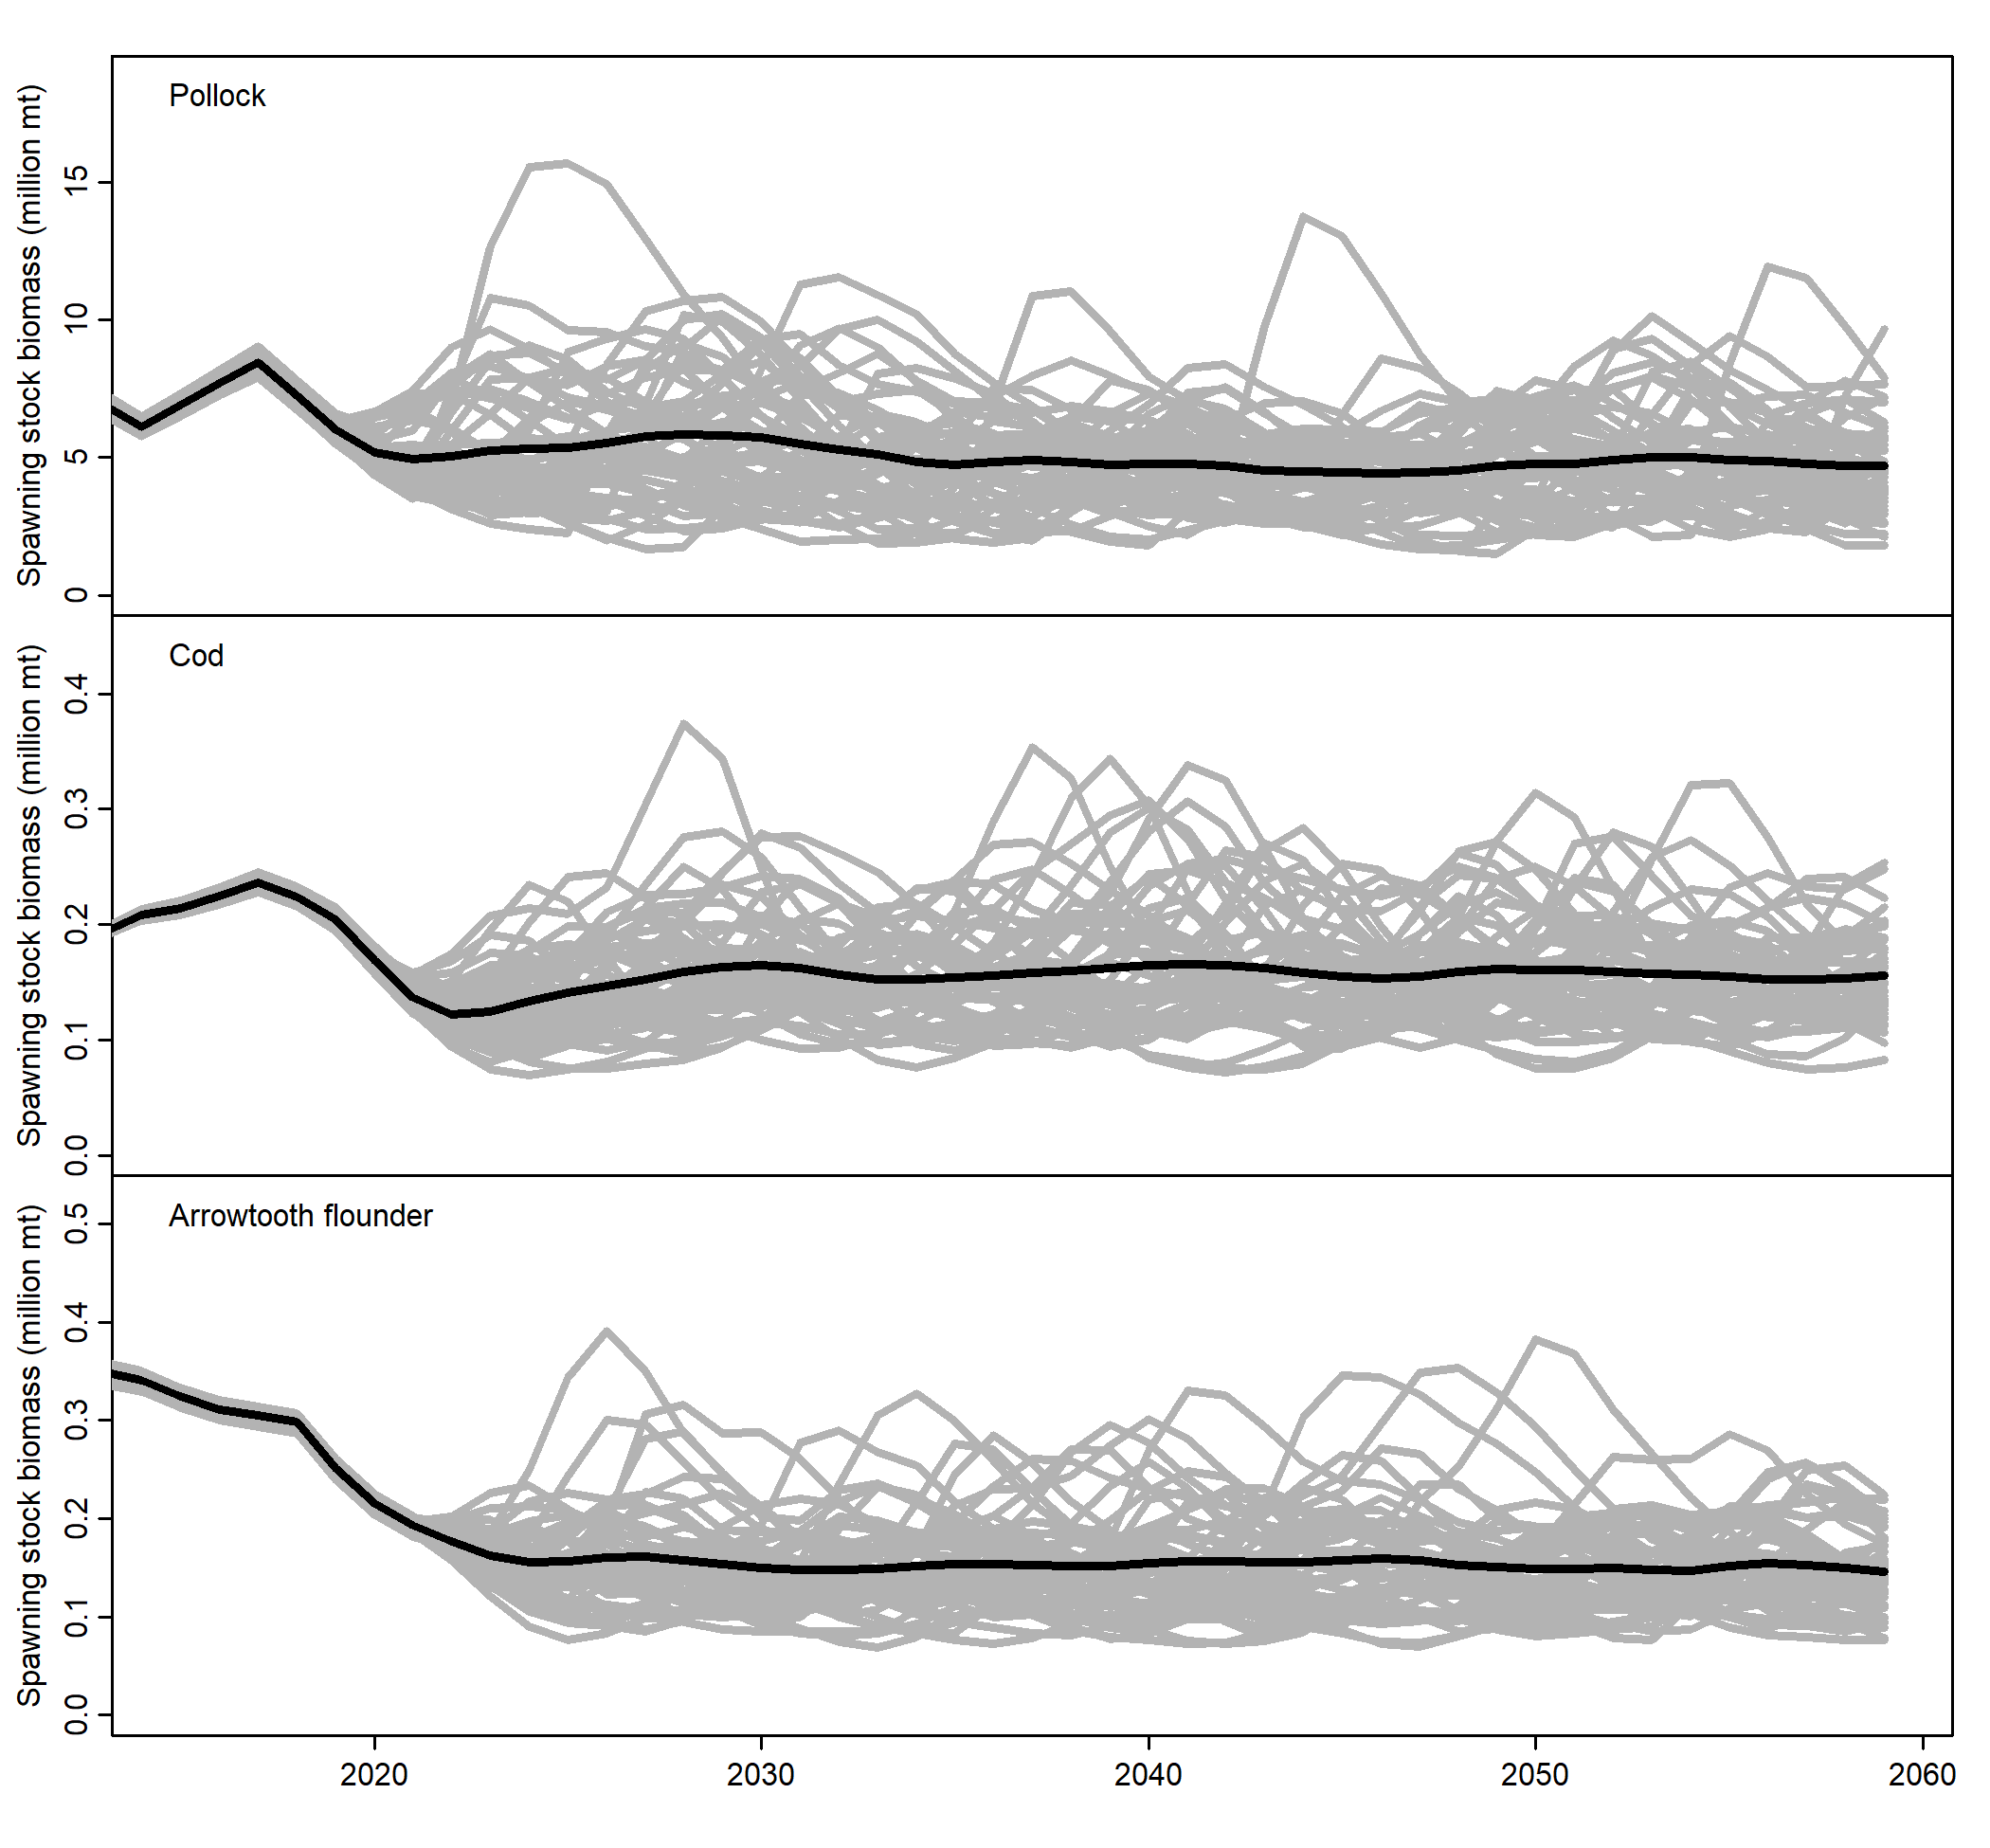 Pollock
Spawning stock biomass (million mt)
15
10
5
0
Cod
Spawning stock biomass (million mt)
0.4
0.3
0.2
0.1
0.0
Arrowtooth flounder
Spawning stock biomass (million mt)
0.5
0.4
0.3
0.2
0.1
0.0
2020 2030 2040 2050 2060